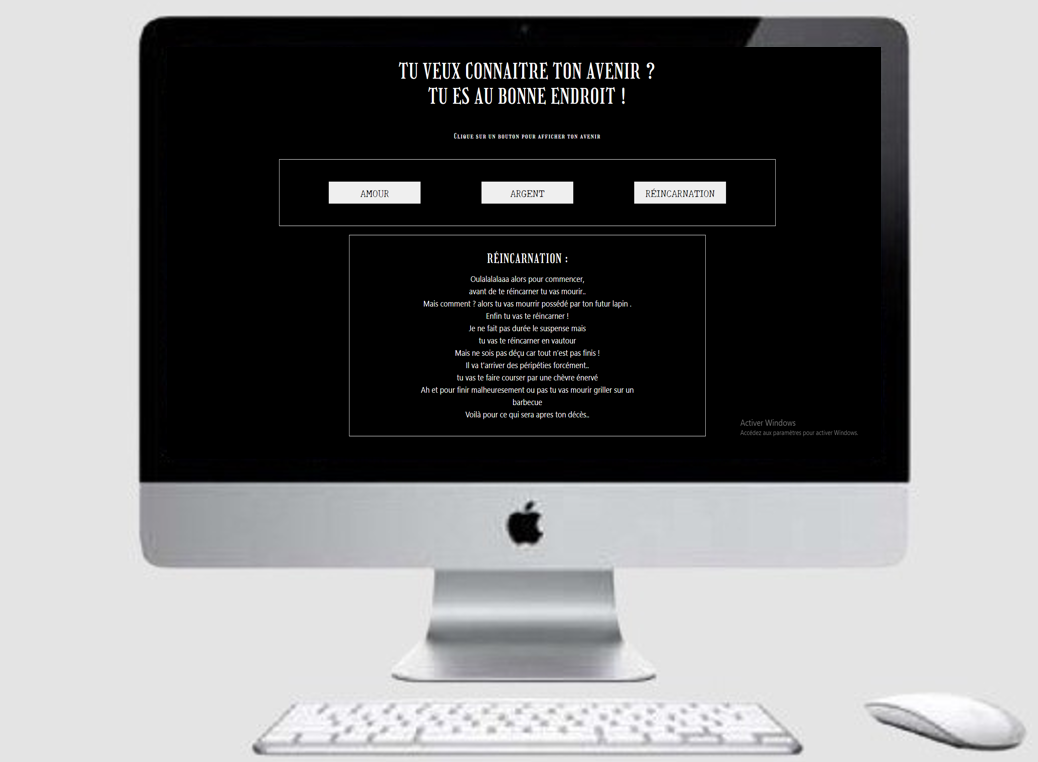 TU VEUX CONNAITRE TON AVENIR ?
TU ES AU BONNE ENDROIT !
Clique sur un bouton pour afficher ton avenir
AMOUR
ARGENT
RÉINCARNATION
RÉINCARNATION :
Oulalalalaaa alors pour commencer,
avant de te réincarner tu vas mourir..
Mais comment ? alors tu vas mourrir possédé par ton futur lapin .
Enfin tu vas te réincarner !
Je ne fait pas durée le suspense mais
tu vas te réincarner en vautour
Mais ne sois pas déçu car tout n'est pas finis !
Il va t'arriver des péripéties forcément..
tu vas te faire courser par une chèvre énervé
Ah et pour finir malheuresement ou pas tu vas mourir griller sur un
barbecue
Voilà pour ce qui sera apres ton décès..
Activer Windows
Accédez aux paramètres pour activer Windows.